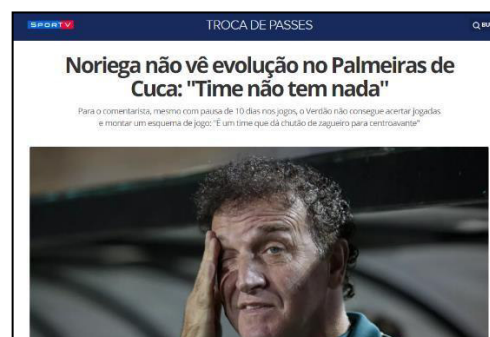 SPORTV TROCA DE PASSES BU
Noriega não vê evolução no Palmeiras de
Cuca: "Time não tem nada"
Para o comentarista, mesmo com pausa de 10 dias nos jogos, o Verdão não consegue acertar jogadas
e montar um esquema de jogo: "É um time que dá chutão de zagueiro para centroavante"